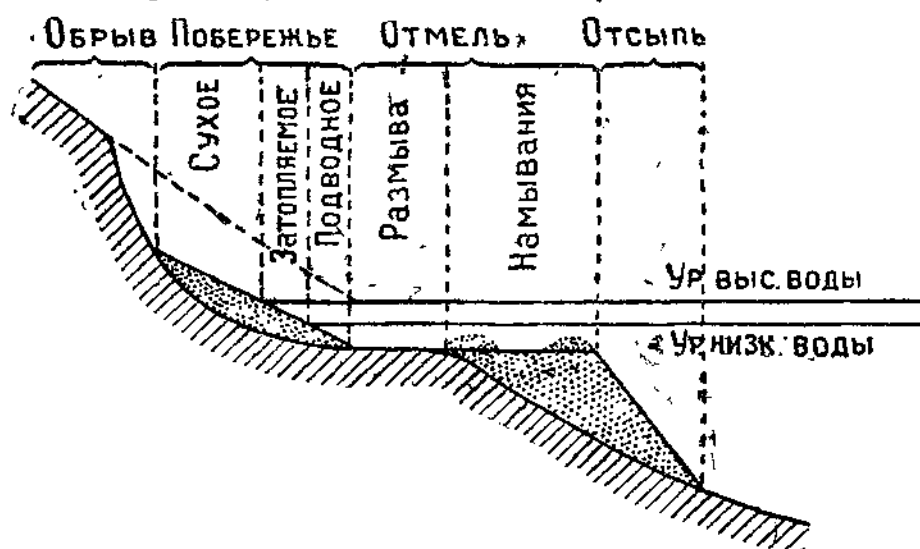 Обрыв Побережье Отмель Отсыпь
Сухое
Затопляемое
Подводное
Размыва
Намывания
Ур. выс. воды
Ур. низк. воды